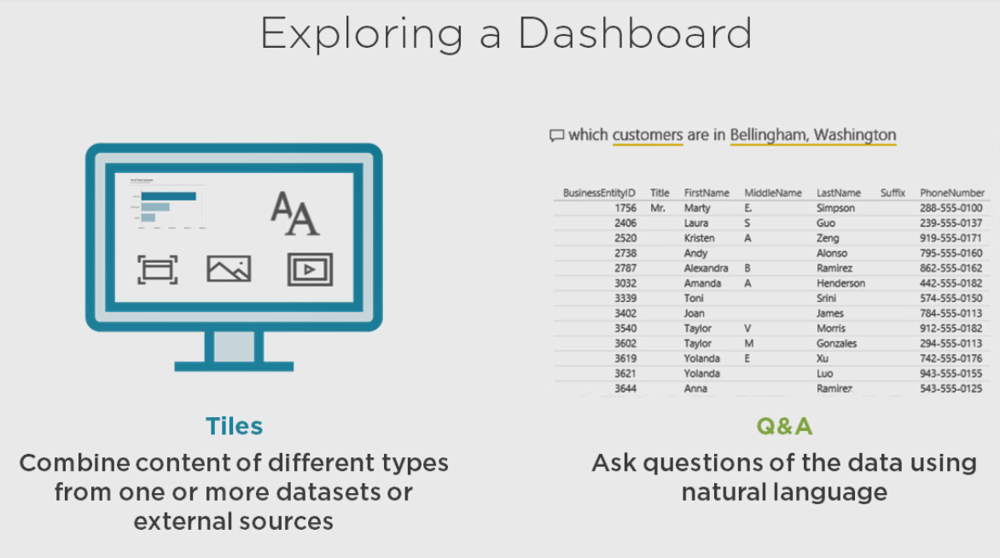 Exploring a Dashboard
which customers are in Bellingham, Washington
BusinessEntityID Title FirstName MiddleName LastName Suffix PhoneNumber
1756 Mr. Marty E. Simpson 288-555-0100
2406 Laura S Guo 239-555-0137
2520 Kristen A Zeng 919-555-0171
2738 Andy Alonso 795-555-0160
2787 Alexandra B Ramirez 862-555-0162
3032 Amanda A Henderson 442-555-0182
3339 Toni Srini 574-555-0150
3402 Joan James 784-555-0113
3540 Taylor V Morris 912-555-0182
3602 Taylor M Gonzales 294-555-0113
3619 Yolanda E Xu 742-555-0176
3621 Yolanda Luo 943-555-0155
3644 Anna Ramirez 543-555-0125
AA
Tiles
Combine content of different types
from one or more datasets or
external sources
Q&A
Ask questions of the data using
natural language